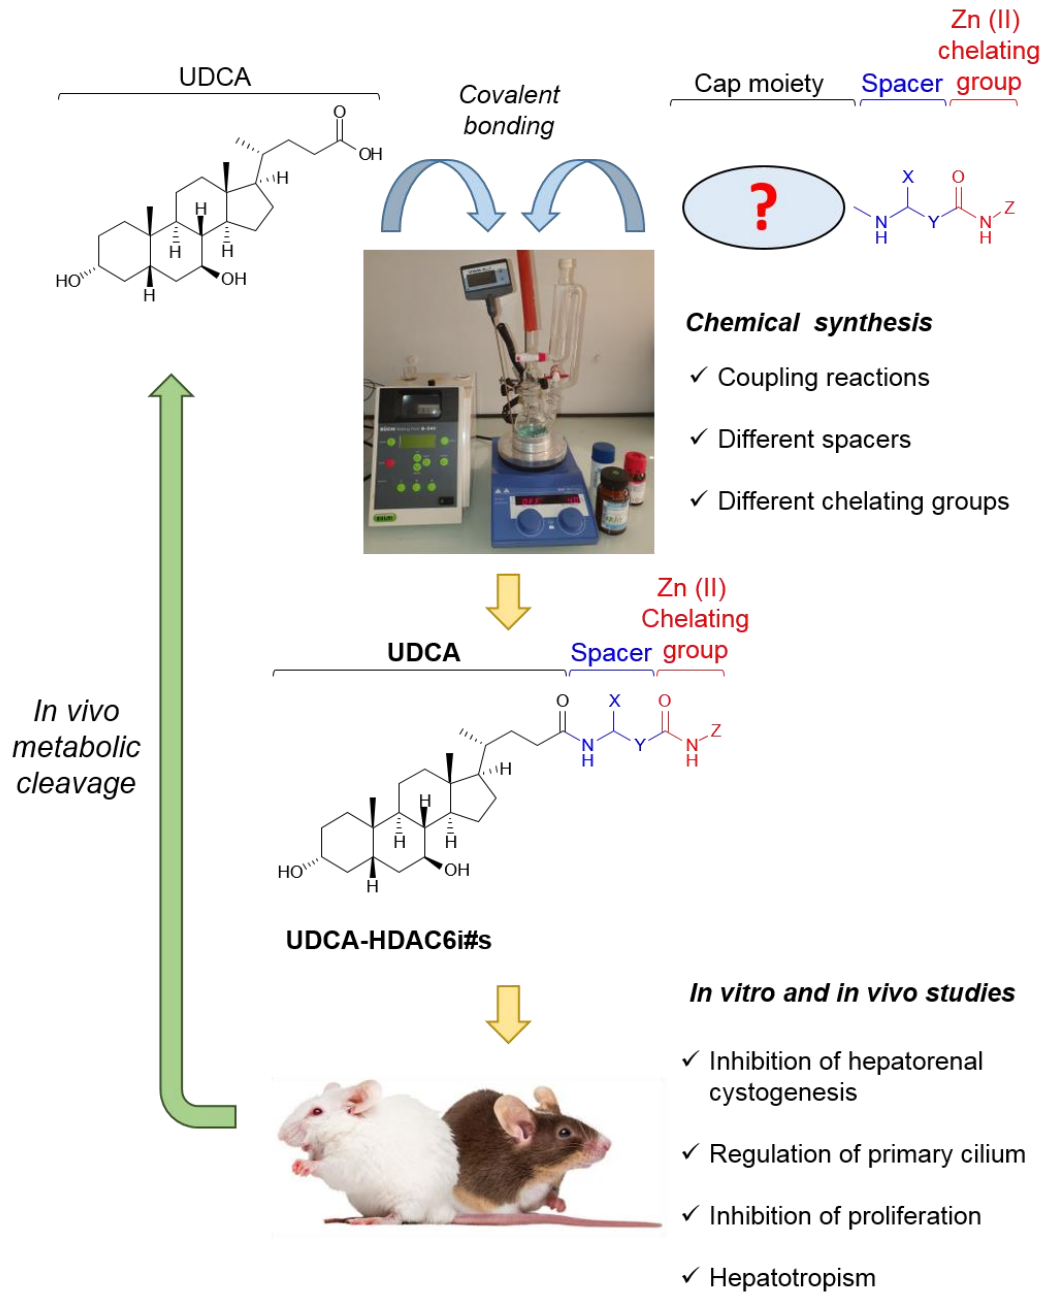 UDCA
Covalent
bonding
Cap moiety
Spacer
Zn (II)
chelating
group
O
OH
H
H
H
H
H
HO
OH
?
N
H
X
Y
O
N
H
Z
Chemical synthesis
✓ Coupling reactions
✓ Different spacers
✓ Different chelating groups
UDCA
Spacer
Zn (II)
Chelating
group
O
N
H
X
Y
O
N
H
Z
H
H
H
H
H
HO
OH
UDCA-HDAC6i#s
In vivo
metabolic
cleavage
In vitro and in vivo studies
✓ Inhibition of hepatorenal
cystogenesis
✓ Regulation of primary cilium
✓ Inhibition of proliferation
✓ Hepatotropism